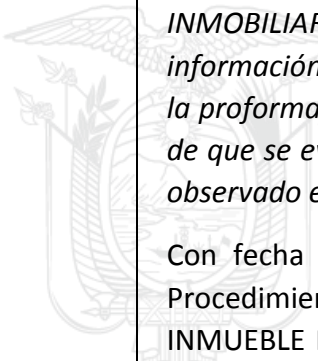 INMOBILIAR
información
la proforma
de que se ev
observado e
Con fecha
Procedimien
INMUEBLE